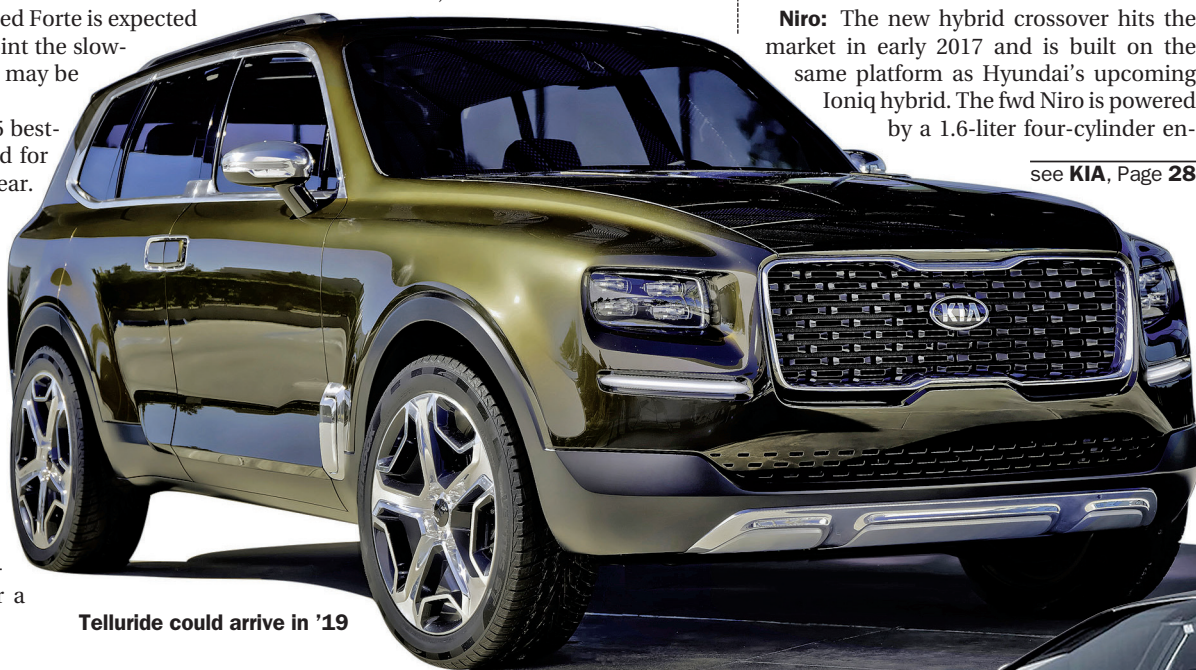 ed Forte is expected
int the slow-
may be
best-
d for
ear.
r a
Telluride could arrive in ’19
KIA
Niro: The new hybrid crossover hits the
market in early 2017 and is built on the
same platform as Hyundai’s upcoming
Ioniq hybrid. The fwd Niro is powered
by a 1.6-liter four-cylinder en-
see KIA, Page 28